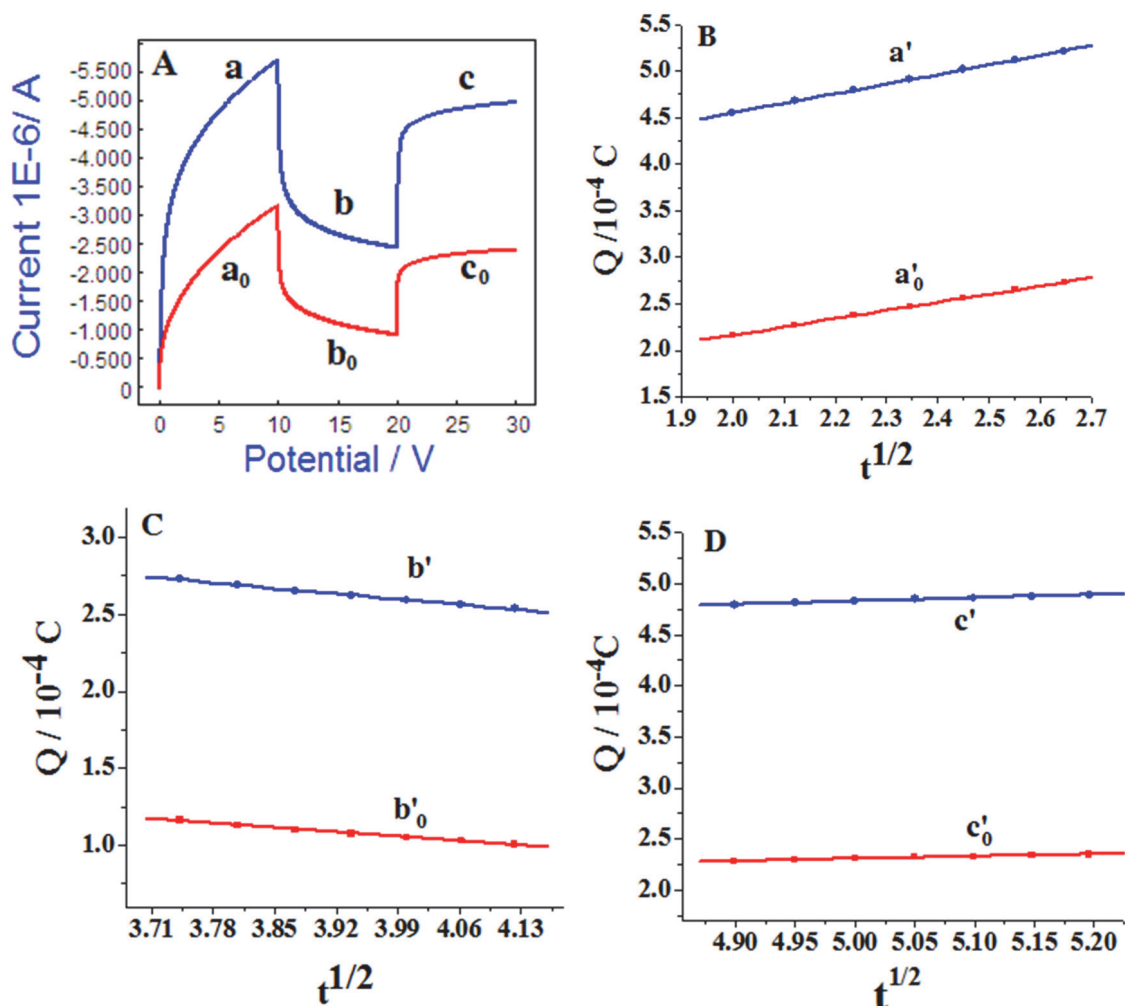 A
a
b
c
a0
b0
c0
Current 1E-6/ A
-5.500
-5.000
-4.500
-4.000
-3.500
-3.000
-2.500
-2.000
-1.500
-1.000
-0.500
0
0 5 10 15 20 25 30
Potential / V
B
a'
a'0
Q /10-4 C
5.5
5.0
4.5
4.0
3.5
3.0
2.5
2.0
1.5
1.9 2.0 2.1 2.2 2.3 2.4 2.5 2.6 2.7
t1/2
C
b'
b'0
Q / 10-4 C
3.0
2.5
2.0
1.5
1.0
3.71 3.78 3.85 3.92 3.99 4.06 4.13
t1/2
D
c'
c'0
Q / 10-4C
5.5
5.0
4.5
4.0
3.5
3.0
2.5
2.0
4.90 4.95 5.00 5.05 5.10 5.15 5.20
t1/2